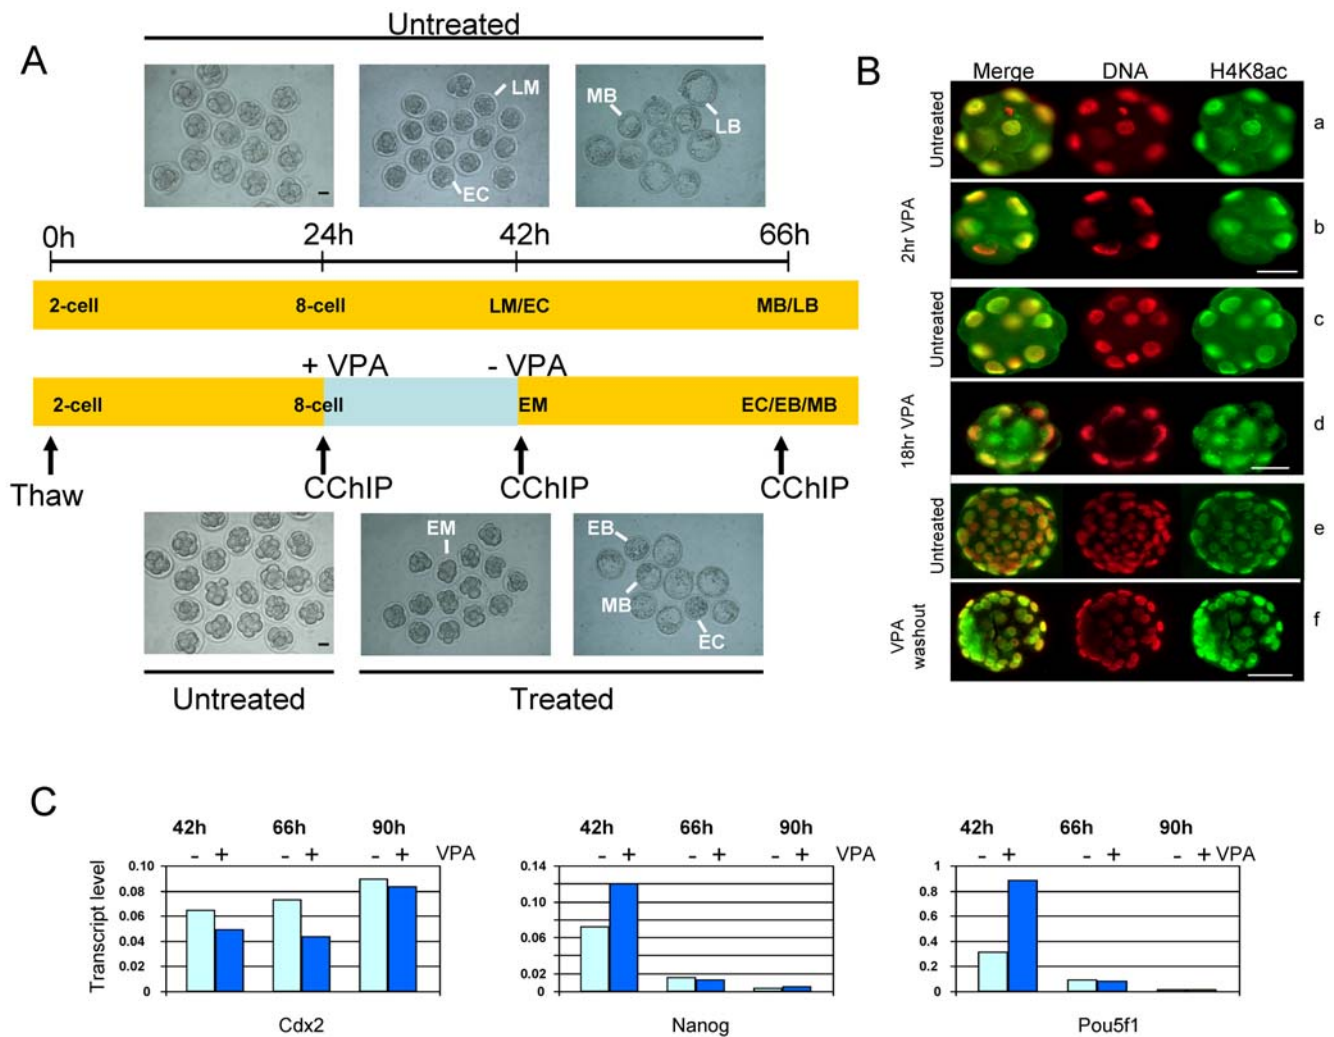 Untreated
A
LM
EC
MB
LB
0h 24h 42h 66h
2-cell 8-cell LM/EC MB/LB
+ VPA - VPA
2-cell 8-cell EM EC/EB/MB
Thaw CChIP CChIP CChIP
EM
EB
MB
EC
Untreated Treated
B
Merge DNA H4K8ac
Untreated a
2hr VPA b
Untreated c
18hr VPA d
Untreated e
VPA washout f
C
42h 66h 90h
- + - + - + VPA
Transcript level
0.10
0.08
0.06
0.04
0.02
0
Cdx2
42h 66h 90h
- + - + - + VPA
0.14
0.10
0.06
0.02
0
Nanog
42h 66h 90h
- + - + - + VPA
1
0.8
0.6
0.4
0.2
0
Pou5f1